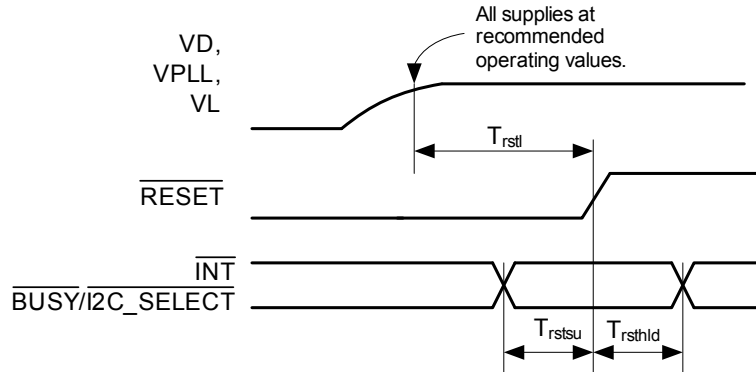 All supplies at
recommended
operating values.
VD,
VPLL,
VL
Trstl
RESET
INT
BUSY/I2C_SELECT
Trstsu
Trsthld